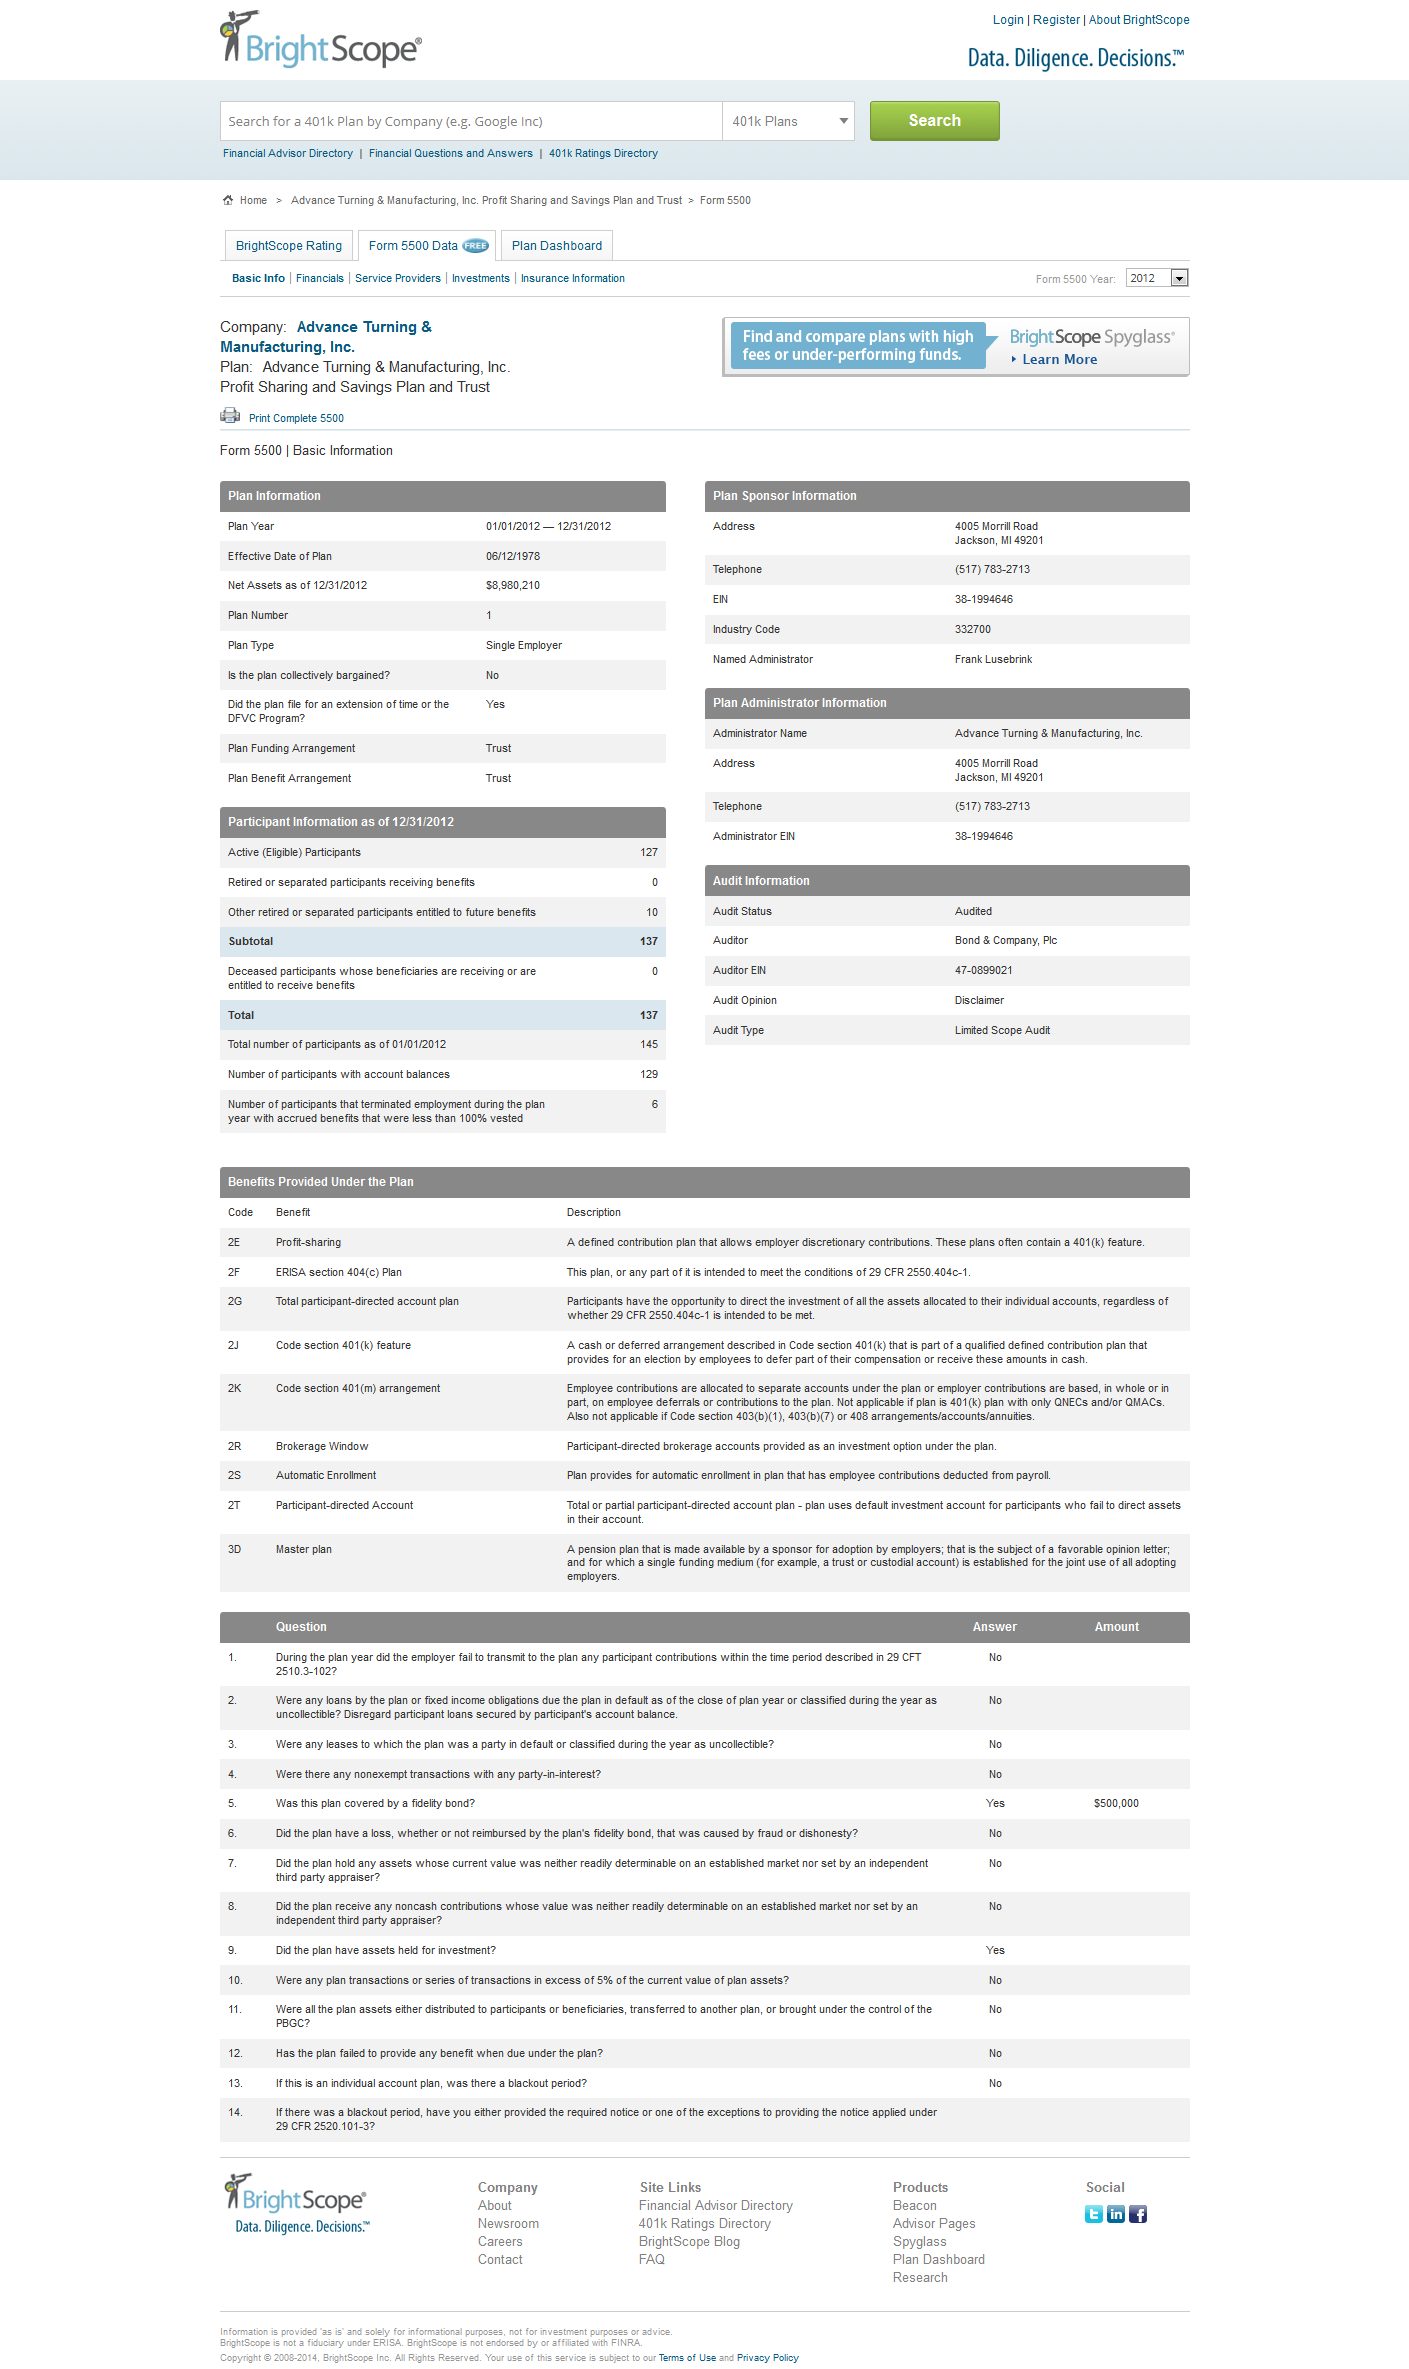 BrightScope®
Login | Register | About BrightScope
Data. Diligence. Decisions.™
Search for a 401k Plan by Company (e.g. Google Inc) 401k Plans Search
Financial Advisor Directory | Financial Questions and Answers | 401k Ratings Directory
Home > Advance Turning & Manufacturing, Inc. Profit Sharing and Savings Plan and Trust > Form 5500
BrightScope Rating Form 5500 Data FREE Plan Dashboard
Basic Info | Financials | Service Providers | Investments | Insurance Information Form 5500 Year: 2012
Company: Advance Turning &
Manufacturing, Inc.
Plan: Advance Turning & Manufacturing, Inc.
Profit Sharing and Savings Plan and Trust
Find and compare plans with high
fees or under-performing funds.
BrightScope Spyglass®
Learn More
Print Complete 5500
Form 5500 | Basic Information
Plan Information
Plan Year 01/01/2012 — 12/31/2012
Effective Date of Plan 06/12/1978
Net Assets as of 12/31/2012 $8,980,210
Plan Number 1
Plan Type Single Employer
Is the plan collectively bargained? No
Did the plan file for an extension of time or the Yes
DFVC Program?
Plan Funding Arrangement Trust
Plan Benefit Arrangement Trust
Participant Information as of 12/31/2012
Active (Eligible) Participants 127
Retired or separated participants receiving benefits 0
Other retired or separated participants entitled to future benefits 10
Subtotal 137
Deceased participants whose beneficiaries are receiving or are 0
entitled to receive benefits
Total 137
Total number of participants as of 01/01/2012 145
Number of participants with account balances 129
Number of participants that terminated employment during the plan 6
year with accrued benefits that were less than 100% vested
Plan Sponsor Information
Address 4005 Morrill Road
Jackson, MI 49201
Telephone (517) 783-2713
EIN 38-1994646
Industry Code 332700
Named Administrator Frank Lusebrink
Plan Administrator Information
Administrator Name Advance Turning & Manufacturing, Inc.
Address 4005 Morrill Road
Jackson, MI 49201
Telephone (517) 783-2713
Administrator EIN 38-1994646
Audit Information
Audit Status Audited
Auditor Bond & Company, Plc
Auditor EIN 47-0899021
Audit Opinion Disclaimer
Audit Type Limited Scope Audit
Benefits Provided Under the Plan
Code Benefit Description
2E Profit-sharing A defined contribution plan that allows employer discretionary contributions. These plans often contain a 401(k) feature.
2F ERISA section 404(c) Plan This plan, or any part of it is intended to meet the conditions of 29 CFR 2550.404c-1.
2G Total participant-directed account plan Participants have the opportunity to direct the investment of all the assets allocated to their individual accounts, regardless of
whether 29 CFR 2550.404c-1 is intended to be met.
2J Code section 401(k) feature A cash or deferred arrangement described in Code section 401(k) that is part of a qualified defined contribution plan that
provides for an election by employees to defer part of their compensation or receive these amounts in cash.
2K Code section 401(m) arrangement Employee contributions are allocated to separate accounts under the plan or employer contributions are based, in whole or in
part, on employee deferrals or contributions to the plan. Not applicable if plan is 401(k) plan with only QNECs and/or QMACs.
Also not applicable if Code section 403(b)(1), 403(b)(7) or 408 arrangements/accounts/annuities.
2R Brokerage Window Participant-directed brokerage accounts provided as an investment option under the plan.
2S Automatic Enrollment Plan provides for automatic enrollment in plan that has employee contributions deducted from payroll.
2T Participant-directed Account Total or partial participant-directed account plan - plan uses default investment account for participants who fail to direct assets
in their account.
3D Master plan A pension plan that is made available by a sponsor for adoption by employers; that is the subject of a favorable opinion letter;
and for which a single funding medium (for example, a trust or custodial account) is established for the joint use of all adopting
employers.
Question Answer Amount
1. During the plan year did the employer fail to transmit to the plan any participant contributions within the time period described in 29 CFT No
2510.3-102?
2. Were any loans by the plan or fixed income obligations due the plan in default as of the close of plan year or classified during the year as No
uncollectible? Disregard participant loans secured by participant's account balance.
3. Were any leases to which the plan was a party in default or classified during the year as uncollectible? No
4. Were there any nonexempt transactions with any party-in-interest? No
5. Was this plan covered by a fidelity bond? Yes $500,000
6. Did the plan have a loss, whether or not reimbursed by the plan's fidelity bond, that was caused by fraud or dishonesty? No
7. Did the plan hold any assets whose current value was neither readily determinable on an established market nor set by an independent No
third party appraiser?
8. Did the plan receive any noncash contributions whose value was neither readily determinable on an established market nor set by an No
independent third party appraiser?
9. Did the plan have assets held for investment? Yes
10. Were any plan transactions or series of transactions in excess of 5% of the current value of plan assets? No
11. Were all the plan assets either distributed to participants or beneficiaries, transferred to another plan, or brought under the control of the No
PBGC?
12. Has the plan failed to provide any benefit when due under the plan? No
13. If this is an individual account plan, was there a blackout period? No
14. If there was a blackout period, have you either provided the required notice or one of the exceptions to providing the notice applied under
29 CFR 2520.101-3?
BrightScope®
Data. Diligence. Decisions.™
Company
About
Newsroom
Careers
Contact
Site Links
Financial Advisor Directory
401k Ratings Directory
BrightScope Blog
FAQ
Products
Beacon
Advisor Pages
Spyglass
Plan Dashboard
Research
Social
Information is provided 'as is' and solely for informational purposes, not for investment purposes or advice.
BrightScope is not a fiduciary under ERISA. BrightScope is not endorsed by or affiliated with FINRA.
Copyright © 2008-2014, BrightScope Inc. All Rights Reserved. Your use of this service is subject to our Terms of Use and Privacy Policy